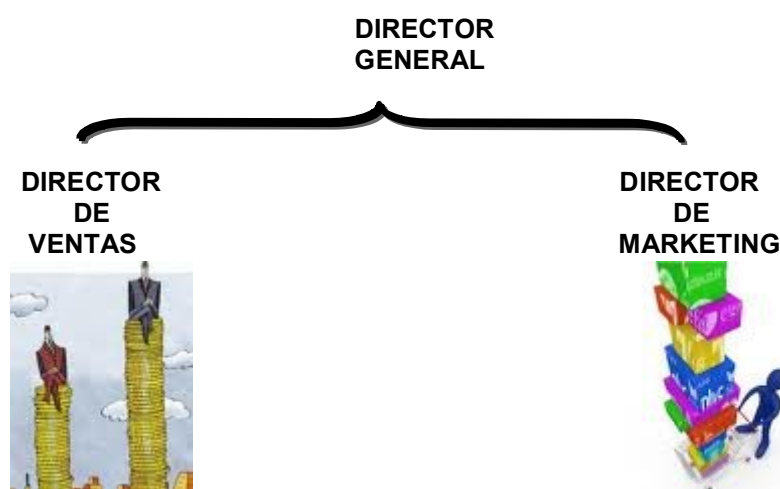 DIRECTOR
GENERAL
DIRECTOR
DE
VENTAS
DIRECTOR
DE
MARKETING